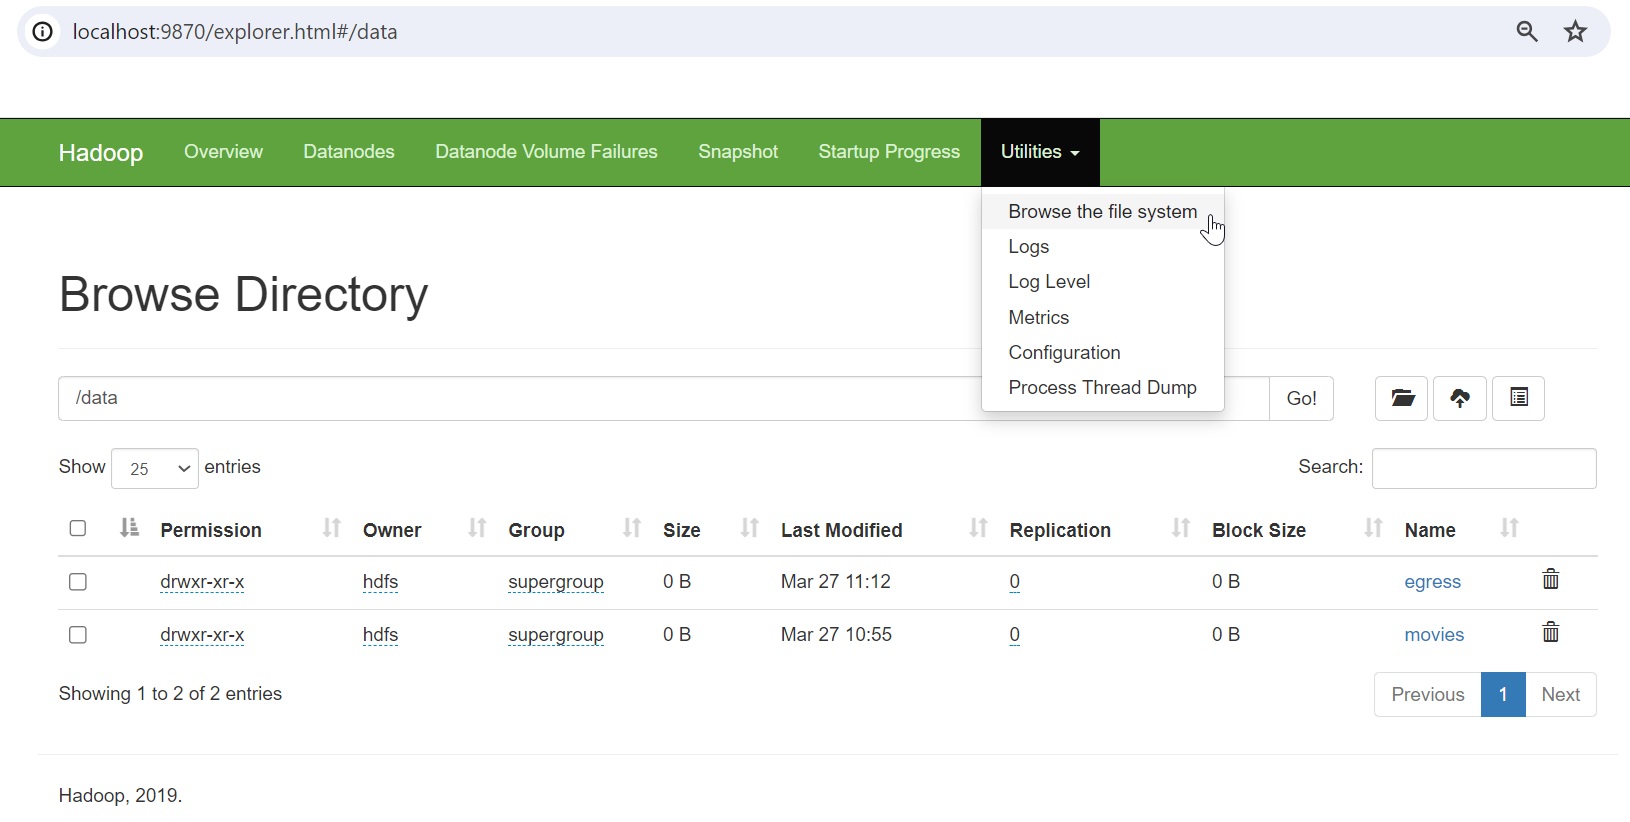 localhost:9870/explorer.html#/data
Hadoop Overview Datanodes Datanode Volume Failures Snapshot Startup Progress Utilities
Browse the file system
Logs
Log Level
Metrics
Configuration
Process Thread Dump
Browse Directory
/data Go!
Show 25 entries Search:
Permission Owner Group Size Last Modified Replication Block Size Name
drwxr-xr-x hdfs supergroup 0 B Mar 27 11:12 0 0 B egress
drwxr-xr-x hdfs supergroup 0 B Mar 27 10:55 0 0 B movies
Showing 1 to 2 of 2 entries Previous 1 Next
Hadoop, 2019.